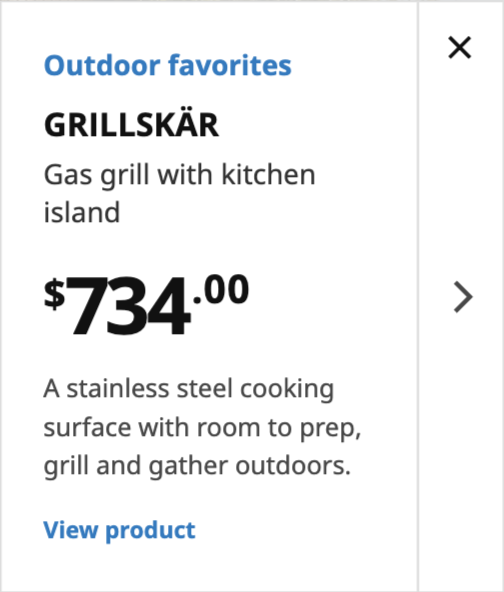 Outdoor favorites
GRILLSKÄR
Gas grill with kitchen
island
$734.00
A stainless steel cooking
surface with room to prep,
grill and gather outdoors.
View product